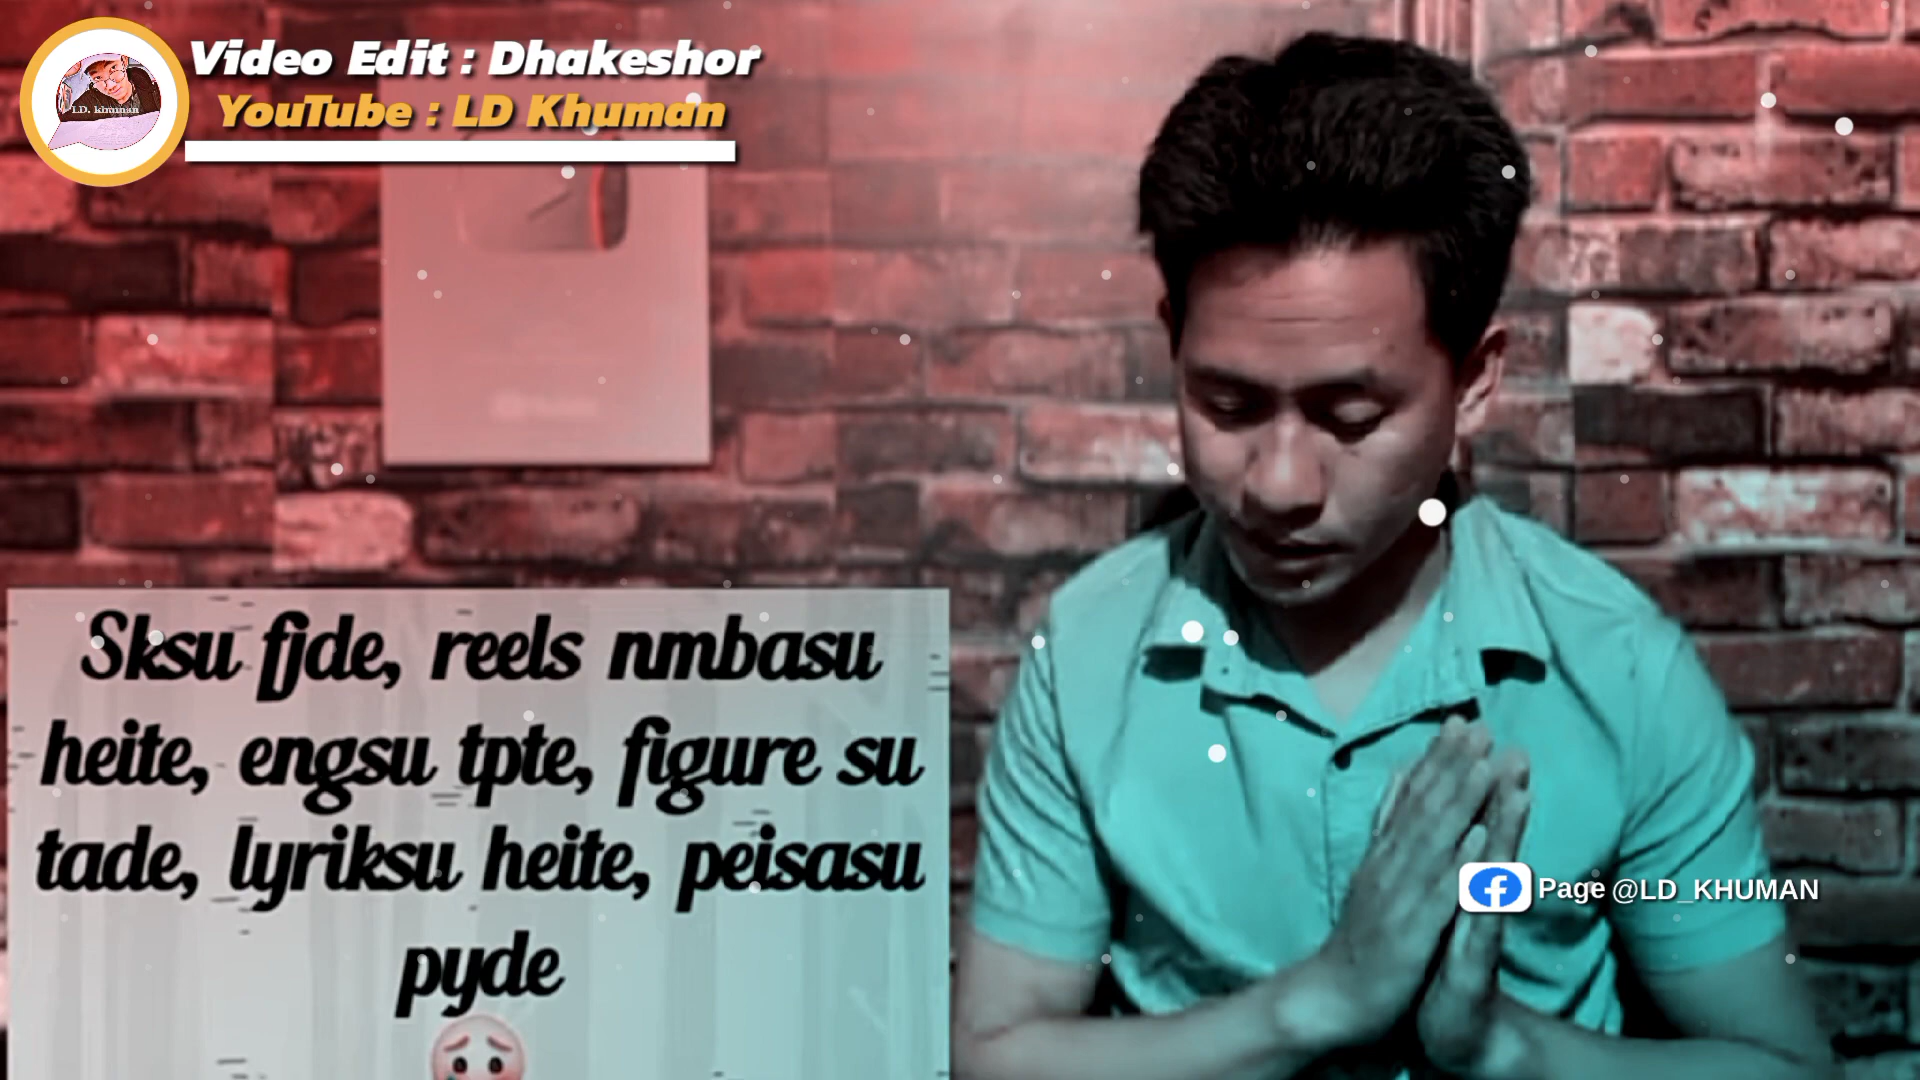 Video Edit : Dhakeshor
YouTube : LD Khuman
LD. khuman
Sksu fjde, reels nmbasu
heite, engsu tpte, figure su
tade, lyriksu heite, peisasu
pyde
Page @LD_KHUMAN